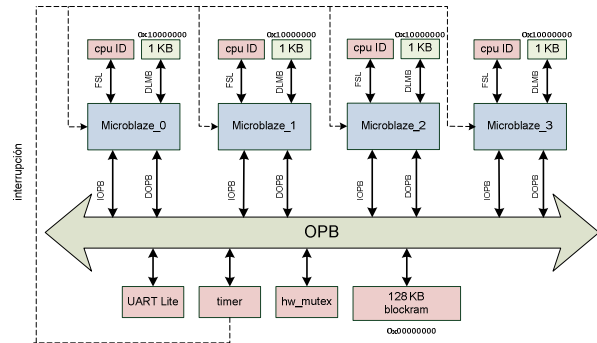 0x10000000
0x10000000
0x10000000
0x10000000
cpu ID
1 KB
cpu ID
1 KB
cpu ID
1 KB
cpu ID
1 KB
FSL
DLMB
FSL
DLMB
FSL
DLMB
FSL
DLMB
Microblaze_0
Microblaze_1
Microblaze_2
Microblaze_3
interrupción
IOPB
DOPB
IOPB
DOPB
IOPB
DOPB
IOPB
DOPB
OPB
UART Lite
timer
hw_mutex
128 KB
blockram
0x00000000